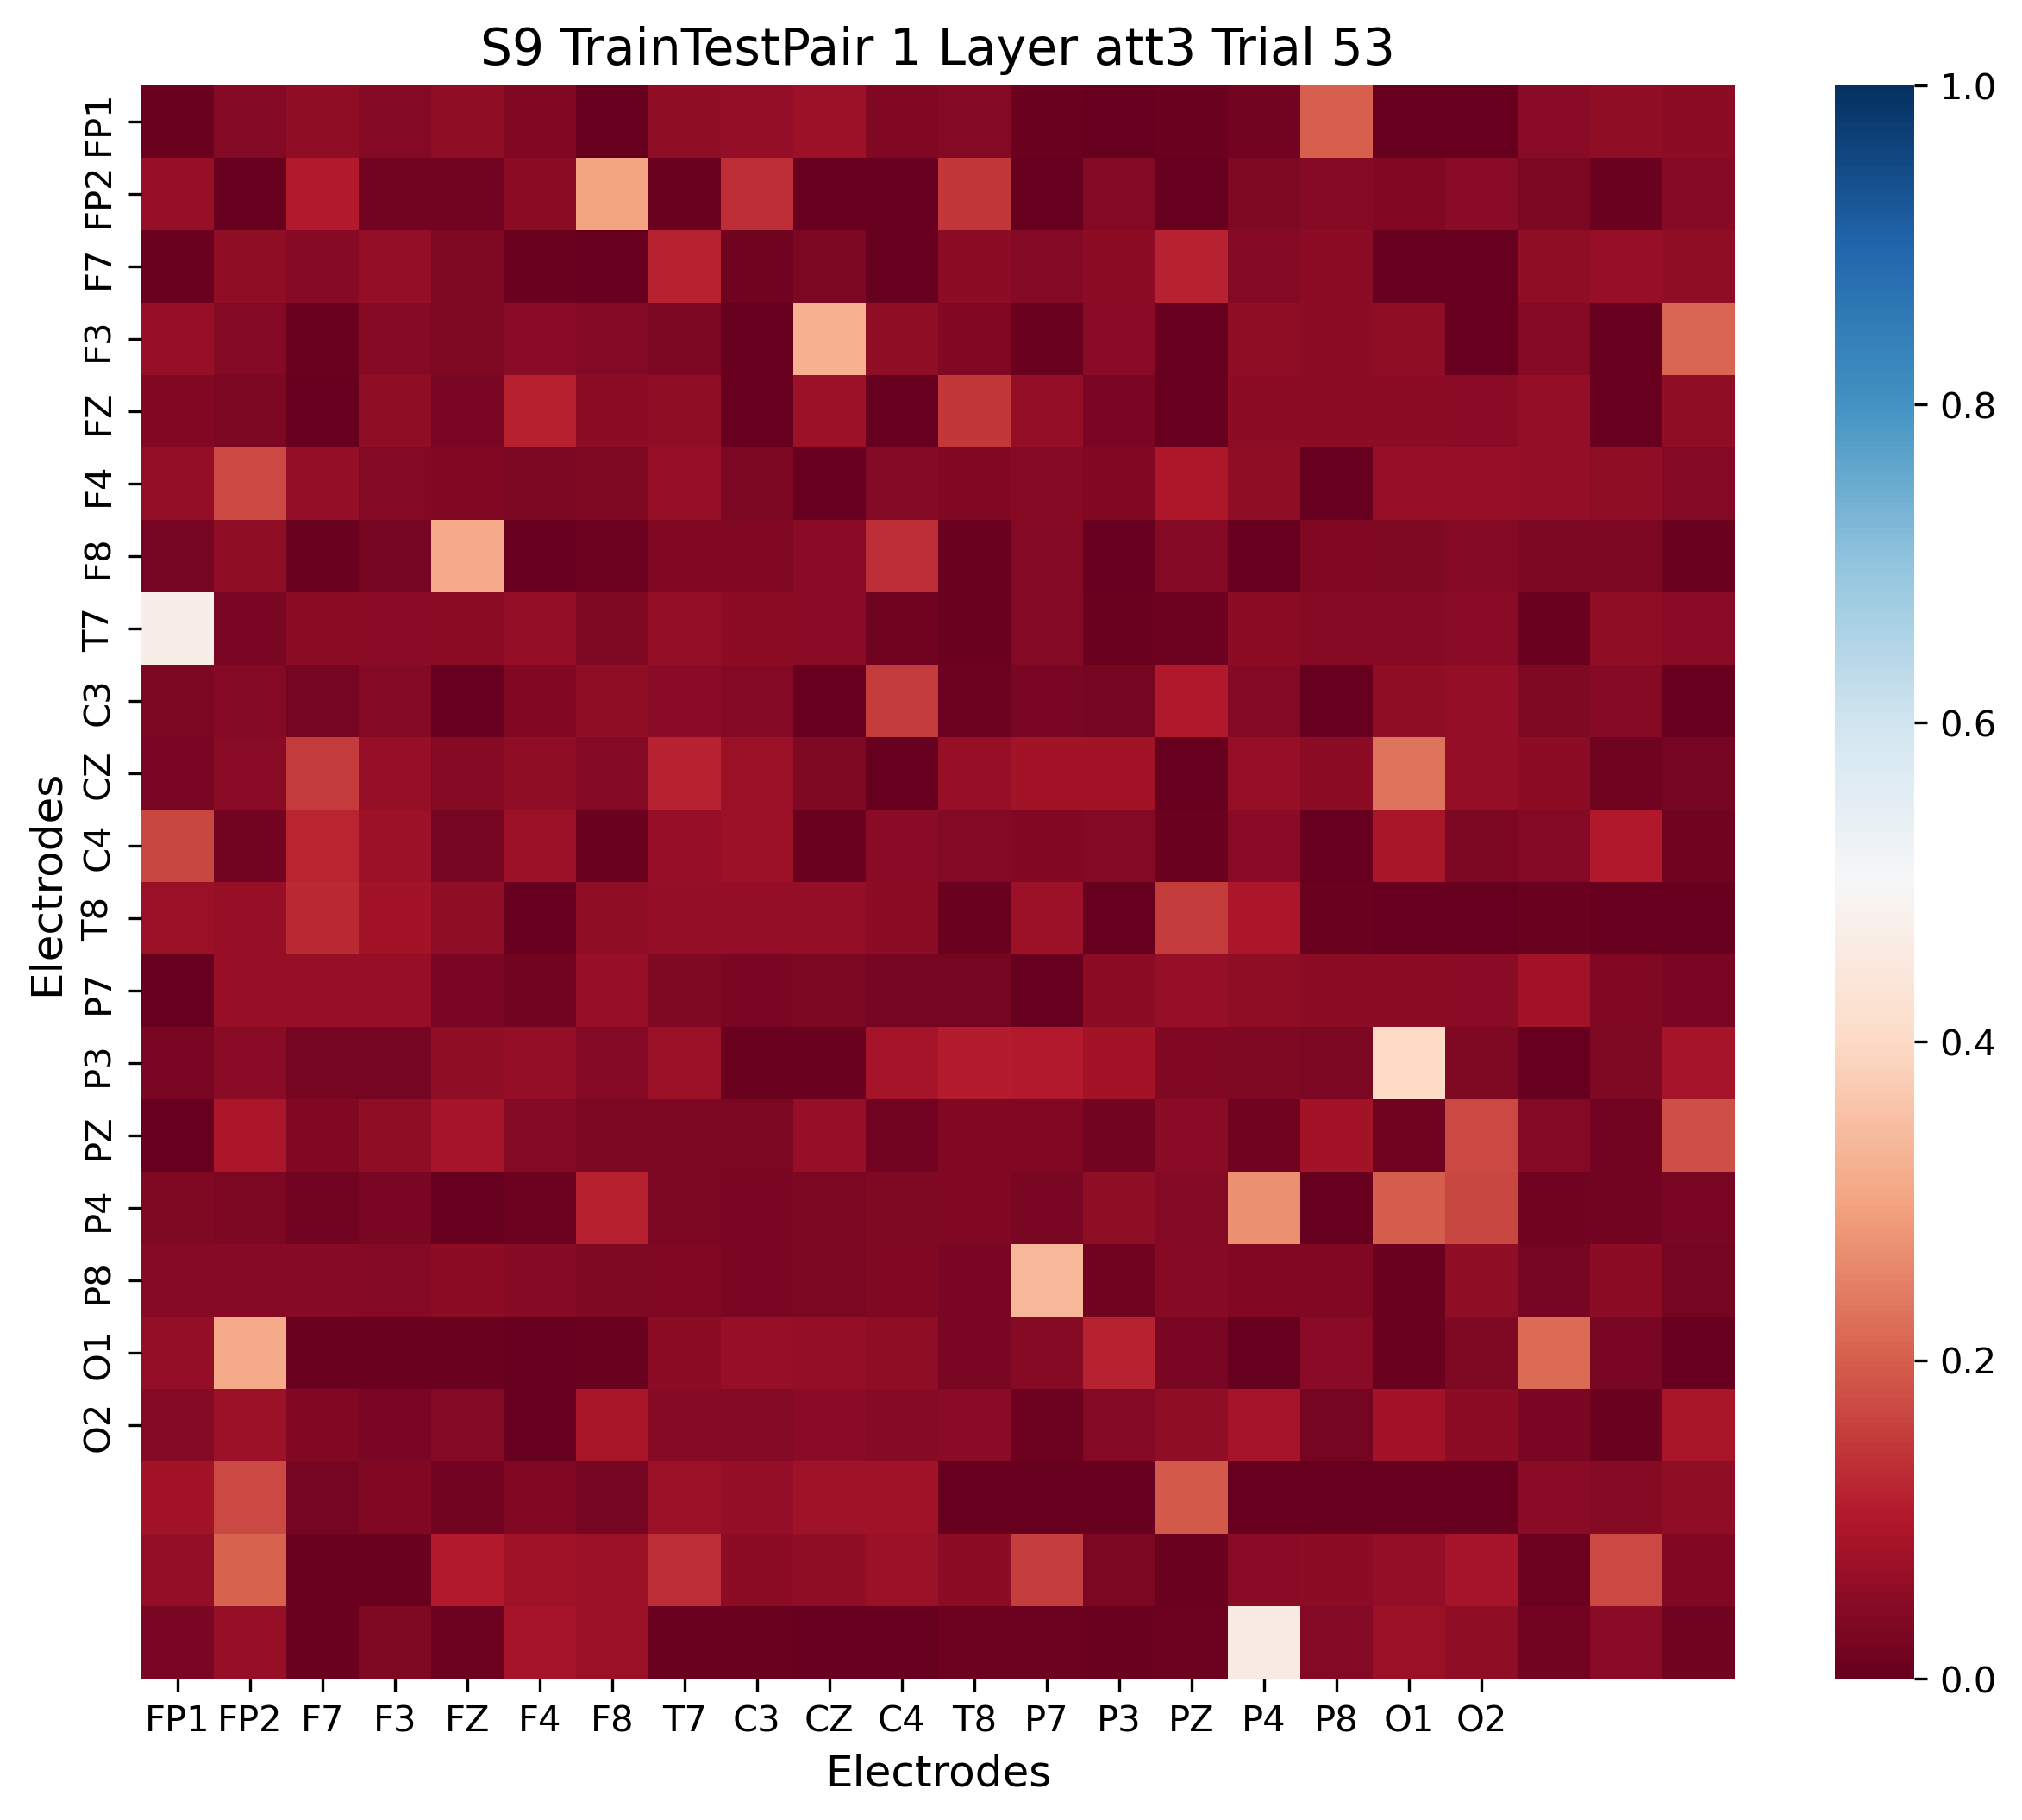 S9 TrainTestPair 1 Layer att3 Trial 53
Electrodes
FP1
FP2
F7
F3
FZ
F4
F8
T7
C3
CZ
C4
T8
P7
P3
PZ
P4
P8
O1
O2
FP1 FP2 F7 F3 FZ F4 F8 T7 C3 CZ C4 T8 P7 P3 PZ P4 P8 O1 O2
Electrodes
1.0
0.8
0.6
0.4
0.2
0.0